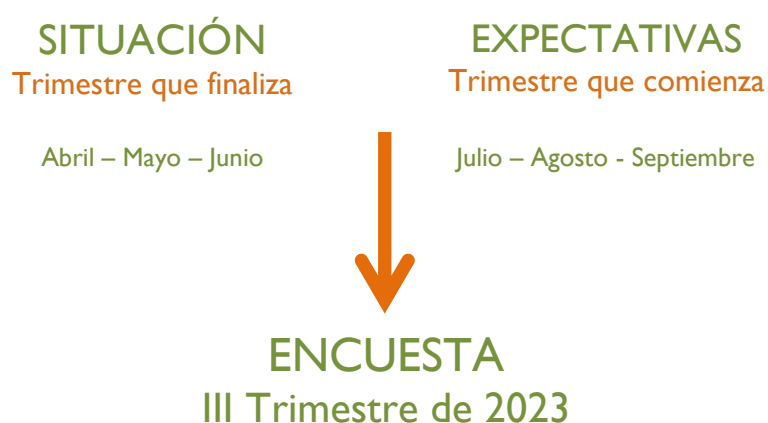 SITUACIÓN
Trimestre que finaliza
Abril – Mayo – Junio
EXPECTATIVAS
Trimestre que comienza
Julio – Agosto - Septiembre
ENCUESTA
III Trimestre de 2023